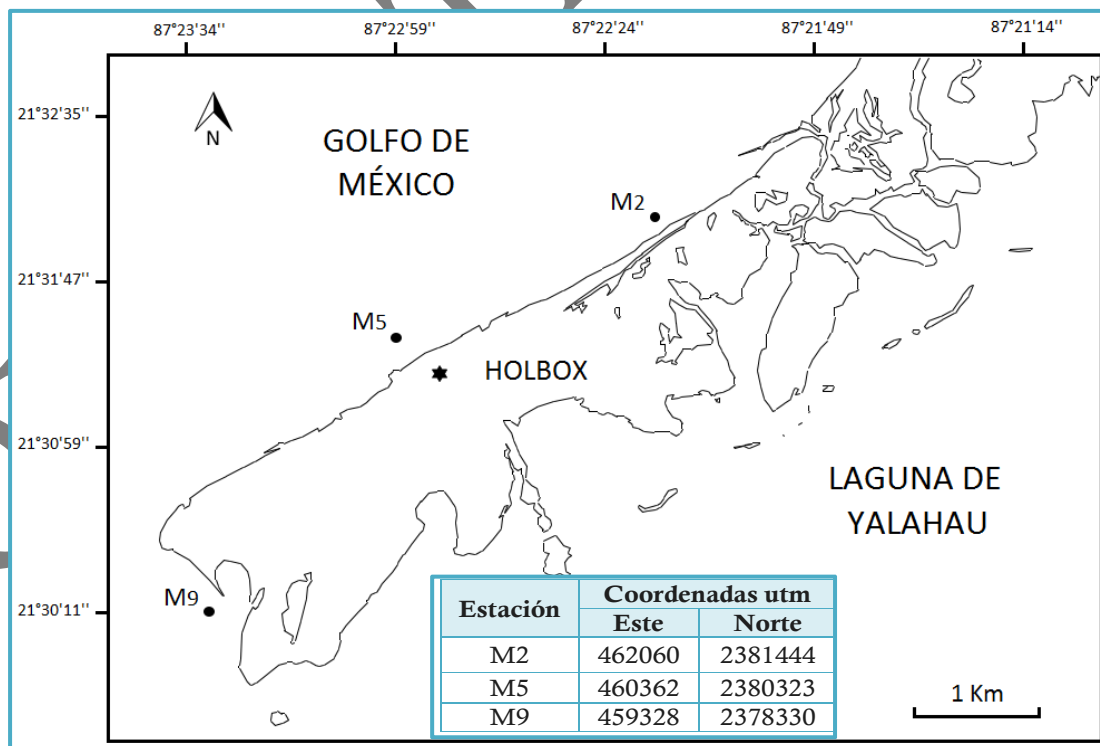 87°23'34'' 87°22'59'' 87°22'24'' 87°21'49'' 87°21'14''
21°32'35''
N
GOLFO DE
MÉXICO
M2
21°31'47''
M5
HOLBOX
21°30'59''
LAGUNA DE
YALAHAU
M9
21°30'11''
Estación Coordenadas utm
Este Norte
M2 462060 2381444
M5 460362 2380323
M9 459328 2378330
1 Km